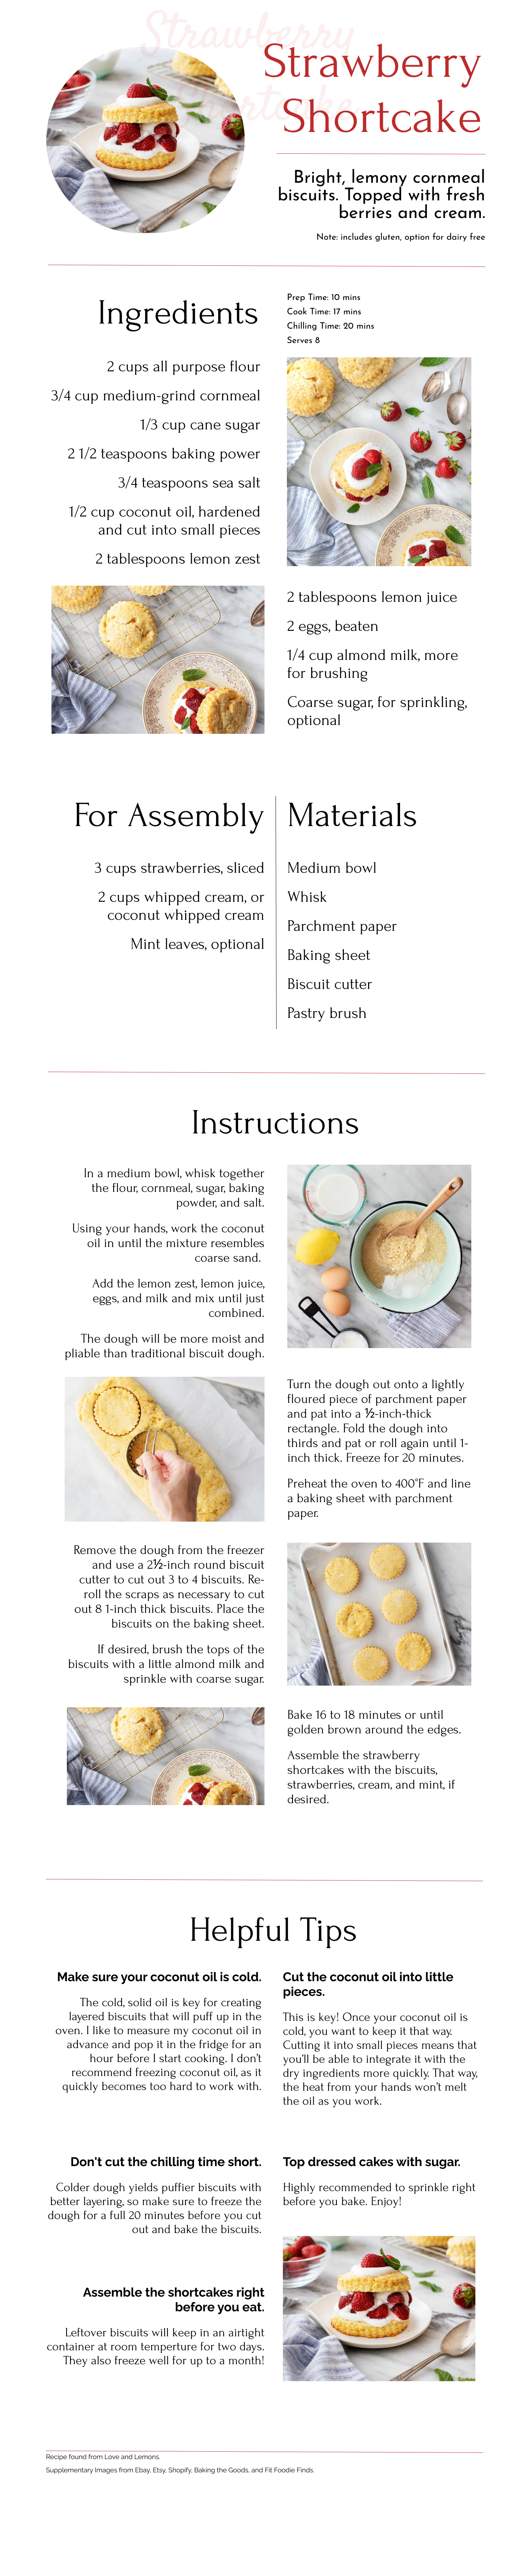 Strawberry
Shortcake
Strawberry
Shortcake
Bright, lemony cornmeal
biscuits. Topped with fresh
berries and cream.
Note: includes gluten, option for dairy free
Ingredients
2 cups all purpose flour
3/4 cup medium-grind cornmeal
1/3 cup cane sugar
2 1/2 teaspoons baking power
3/4 teaspoons sea salt
1/2 cup coconut oil, hardened
and cut into small pieces
2 tablespoons lemon zest
Prep Time: 10 mins
Cook Time: 17 mins
Chilling Time: 20 mins
Serves 8
2 tablespoons lemon juice
2 eggs, beaten
1/4 cup almond milk, more
for brushing
Coarse sugar, for sprinkling,
optional
For Assembly
3 cups strawberries, sliced
2 cups whipped cream, or
coconut whipped cream
Mint leaves, optional
Materials
Medium bowl
Whisk
Parchment paper
Baking sheet
Biscuit cutter
Pastry brush
Instructions
In a medium bowl, whisk together
the flour, cornmeal, sugar, baking
powder, and salt.
Using your hands, work the coconut
oil in until the mixture resembles
coarse sand.
Add the lemon zest, lemon juice,
eggs, and milk and mix until just
combined.
The dough will be more moist and
pliable than traditional biscuit dough.
Turn the dough out onto a lightly
floured piece of parchment paper
and pat into a ½-inch-thick
rectangle. Fold the dough into
thirds and pat or roll again until 1-
inch thick. Freeze for 20 minutes.
Preheat the oven to 400°F and line
a baking sheet with parchment
paper.
Remove the dough from the freezer
and use a 2½-inch round biscuit
cutter to cut out 3 to 4 biscuits. Re-
roll the scraps as necessary to cut
out 8 1-inch thick biscuits. Place the
biscuits on the baking sheet.
If desired, brush the tops of the
biscuits with a little almond milk and
sprinkle with coarse sugar.
Bake 16 to 18 minutes or until
golden brown around the edges.
Assemble the strawberry
shortcakes with the biscuits,
strawberries, cream, and mint, if
desired.
Helpful Tips
Make sure your coconut oil is cold.
The cold, solid oil is key for creating
layered biscuits that will puff up in the
oven. I like to measure my coconut oil in
advance and pop it in the fridge for an
hour before I start cooking. I don't
recommend freezing coconut oil, as it
quickly becomes too hard to work with.
Cut the coconut oil into little
pieces.
This is key! Once your coconut oil is
cold, you want to keep it that way.
Cutting it into small pieces means that
you'll be able to integrate it with the
dry ingredients more quickly. That way,
the heat from your hands won't melt
the oil as you work.
Don't cut the chilling time short.
Colder dough yields puffier biscuits with
better layering, so make sure to freeze the
dough for a full 20 minutes before you cut
out and bake the biscuits.
Top dressed cakes with sugar.
Highly recommended to sprinkle right
before you bake. Enjoy!
Assemble the shortcakes right
before you eat.
Leftover biscuits will keep in an airtight
container at room temperture for two days.
They also freeze well for up to a month!
Recipe found from Love and Lemons.
Supplementary Images from Ebay, Etsy, Shopify, Baking the Goods, and Fit Foodie Finds.